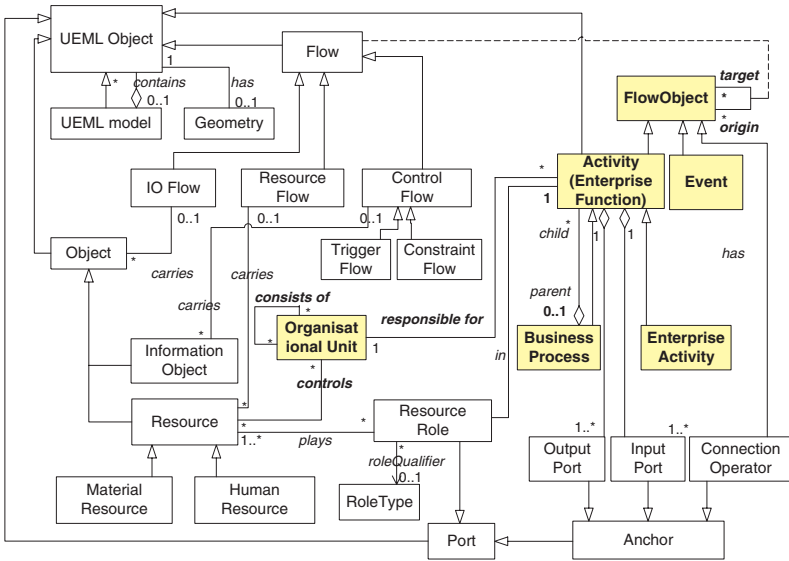 UEML Object
Flow
1
*
contains
has
0..1
0..1
UEML model
Geometry
target
FlowObject
*
*
origin
IO Flow
Resource
Flow
Control
Flow
*
Activity
(Enterprise
Function)
1
Event
0..1
0..1
0..1
Trigger
Flow
Constraint
Flow
child
*
1
1
has
Object
*
carries
carries
carries
consists of
*
*
Organisat
ional Unit
responsible for
1
parent
0..1
Business
Process
Enterprise
Activity
*
Information
Object
in
*
controls
Resource
*
*
1..*
plays
*
Resource
Role
1..*
1..*
*
roleQualifier
0..1
Output
Port
Input
Port
Connection
Operator
Material
Resource
Human
Resource
RoleType
Port
Anchor